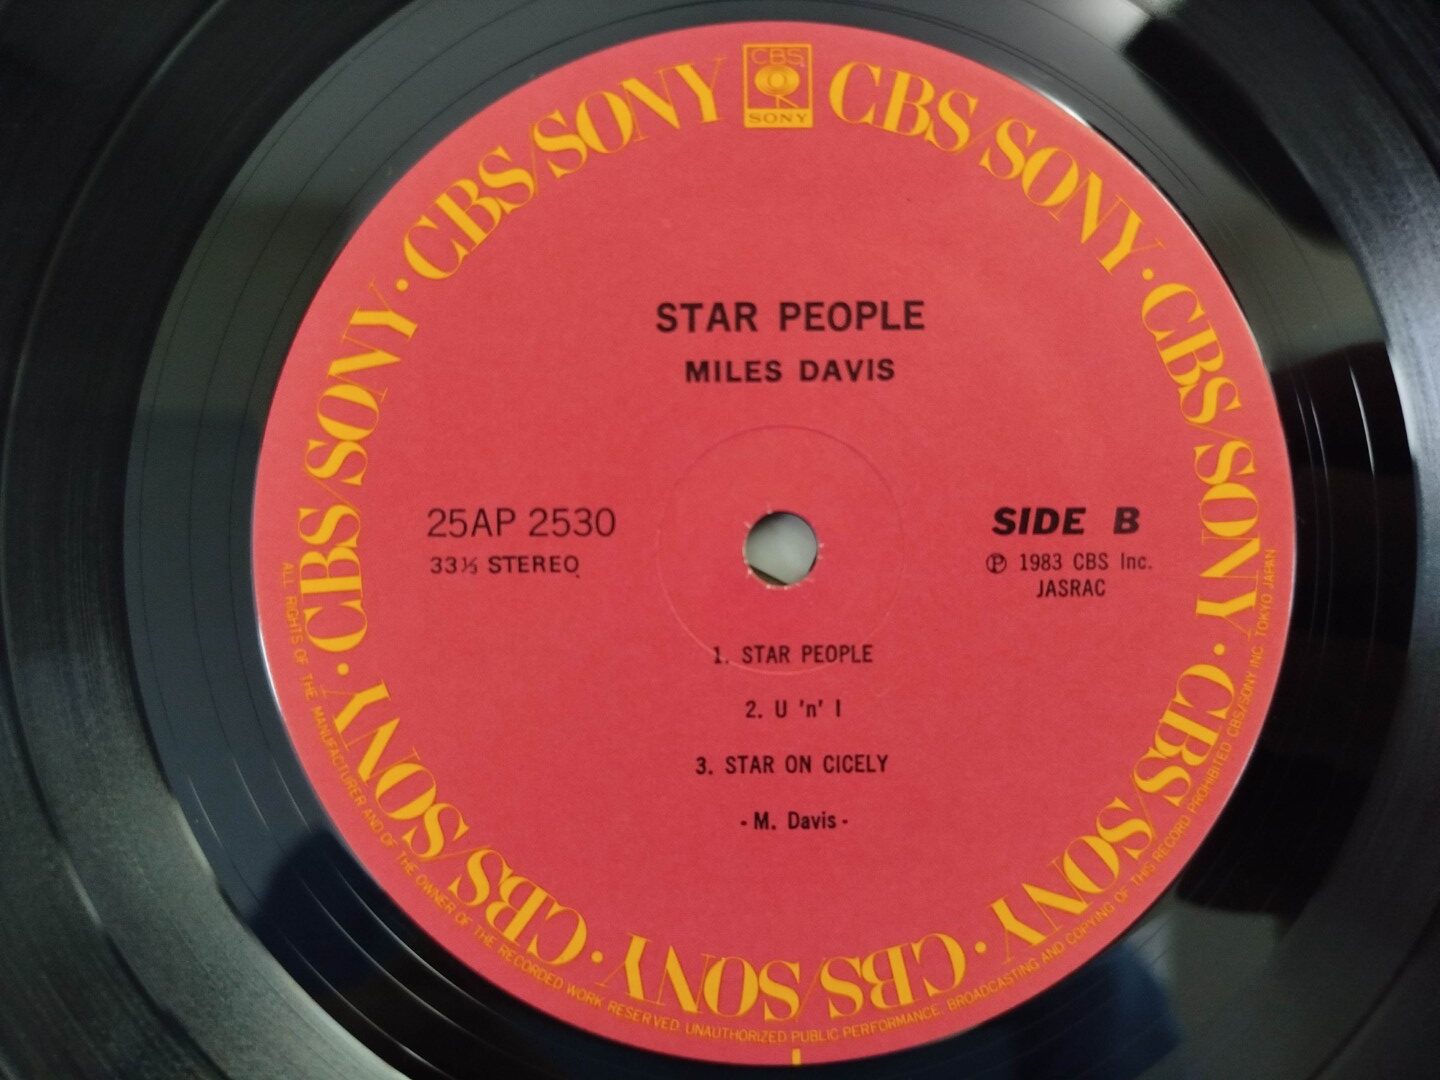 CBS
SONY
CBS/SONY · CBS/SONY · CBS/SONY · CBS/SONY · CBS/SONY · CBS/SONY · CBS/SONY · CBS/SONY
STAR PEOPLE
MILES DAVIS
25AP 2530
33⅓ STEREO
SIDE B
Ⓟ 1983 CBS Inc.
JASRAC
1. STAR PEOPLE
2. U 'n' I
3. STAR ON CICELY
- M. Davis -
ALL RIGHTS OF THE MANUFACTURER AND OF THE OWNER OF THE RECORDED WORK RESERVED. UNAUTHORIZED PUBLIC PERFORMANCE, BROADCASTING AND COPYING OF THIS RECORD PROHIBITED CBS/SONY INC. TOKYO JAPAN